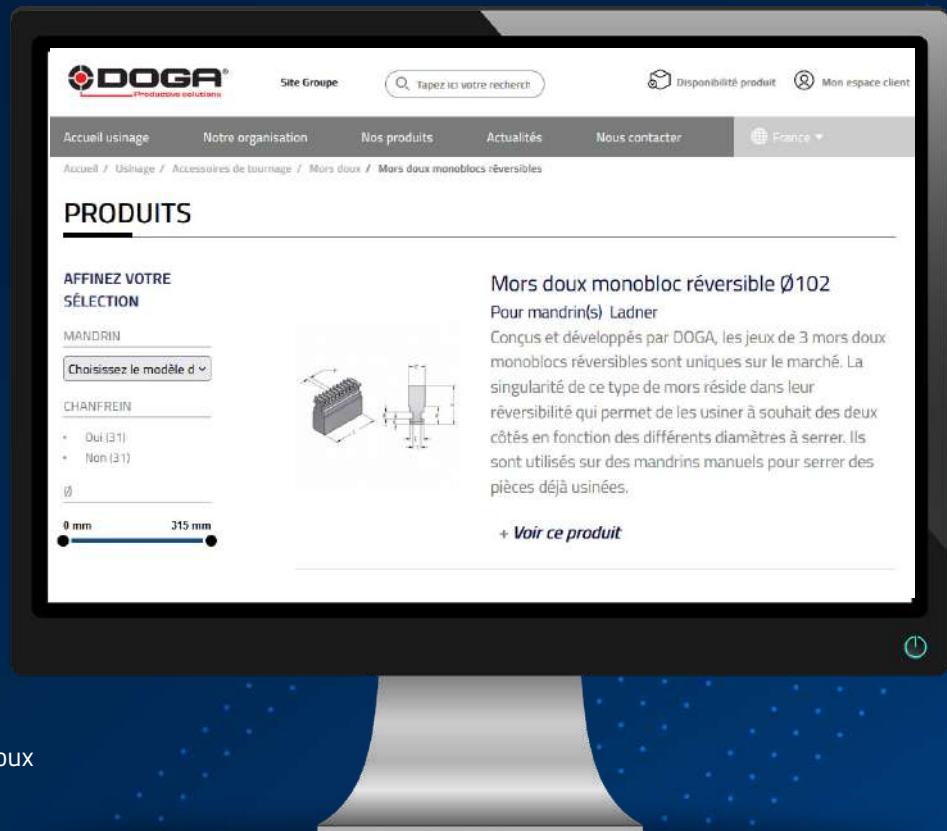 DOGA®
Productive solutions
Site Groupe
Tapez ici votre recherch
Disponibilité produit
Mon espace client
Accueil usinage
Notre organisation
Nos produits
Actualités
Nous contacter
France
Accueil / Usinage / Accessoires de tournage / Mors doux / Mors doux monoblocs réversibles
PRODUITS
AFFINEZ VOTRE
SÉLECTION
MANDRIN
Choisissez le modèle d
CHANFREIN
Oui (31)
Non (31)
Ø
0 mm
315 mm
Mors doux monobloc réversible Ø102
Pour mandrin(s) Ladner
Conçus et développés par DOGA, les jeux de 3 mors doux
monoblocs réversibles sont uniques sur le marché. La
singularité de ce type de mors réside dans leur
réversibilité qui permet de les usiner à souhait des deux
côtés en fonction des différents diamètres à serrer. Ils
sont utilisés sur des mandrins manuels pour serrer des
pièces déjà usinées.
+ Voir ce produit
oux